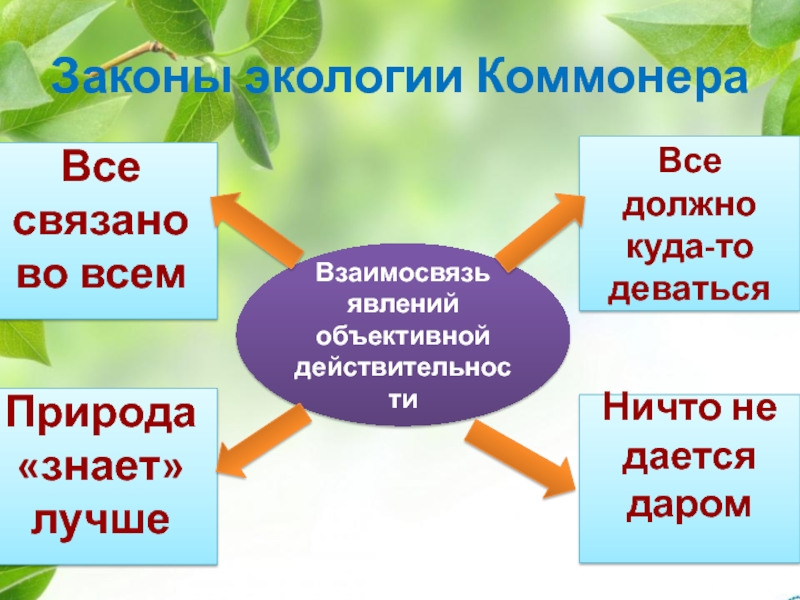 Законы экологии Коммонера
Все
связано
во всем
Все
должно
куда-то
деваться
Взаимосвязь
явлений
объективной
действительнос
ти
Природа
«знает»
лучше
Ничто не
дается
даром